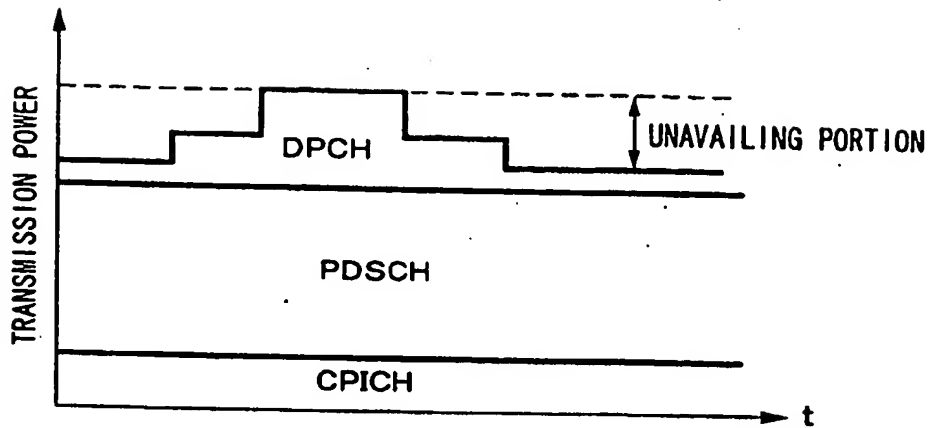 TRANSMISSION POWER
DPCH
UNAVAILING PORTION
PDSCH
CPICH
t